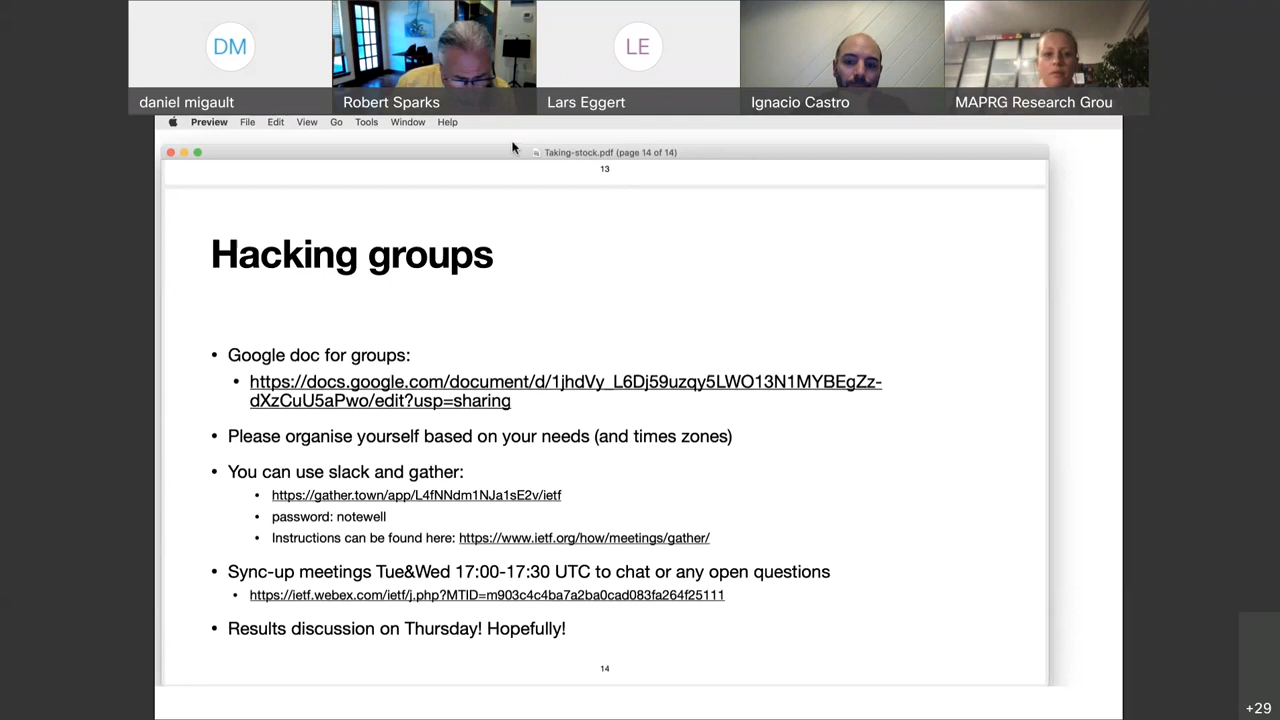 DM
LE
daniel migault
Robert Sparks
Lars Eggert
Ignacio Castro
MAPRG Research Grou
Preview File Edit View Go Tools Window Help
Taking-stock.pdf (page 14 of 14)
13
Hacking groups
• Google doc for groups:
• https://docs.google.com/document/d/1jhdVy_L6Dj59uzqy5LWO13N1MYBEgZz-
dXzCuU5aPwo/edit?usp=sharing
• Please organise yourself based on your needs (and times zones)
• You can use slack and gather:
• https://gather.town/app/L4fNNdm1NJa1sE2v/ietf
• password: notewell
• Instructions can be found here: https://www.ietf.org/how/meetings/gather/
• Sync-up meetings Tue&Wed 17:00-17:30 UTC to chat or any open questions
• https://ietf.webex.com/ietf/j.php?MTID=m903c4c4ba7a2ba0cad083fa264f25111
• Results discussion on Thursday! Hopefully!
14
+29